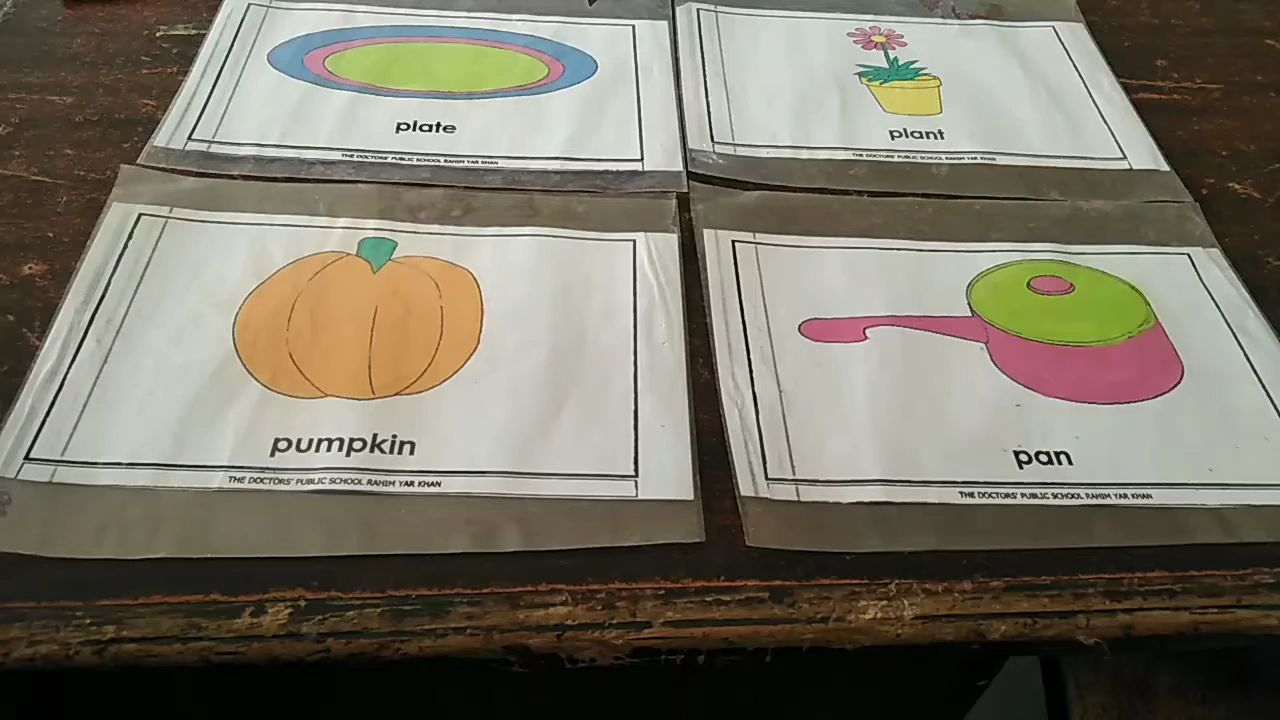 plate
THE DOCTORS' PUBLIC SCHOOL RAHIM YAR KHAN
plant
THE DOCTORS' PUBLIC SCHOOL RAHIM YAR KHAN
pumpkin
THE DOCTORS' PUBLIC SCHOOL RAHIM YAR KHAN
pan
THE DOCTORS' PUBLIC SCHOOL RAHIM YAR KHAN